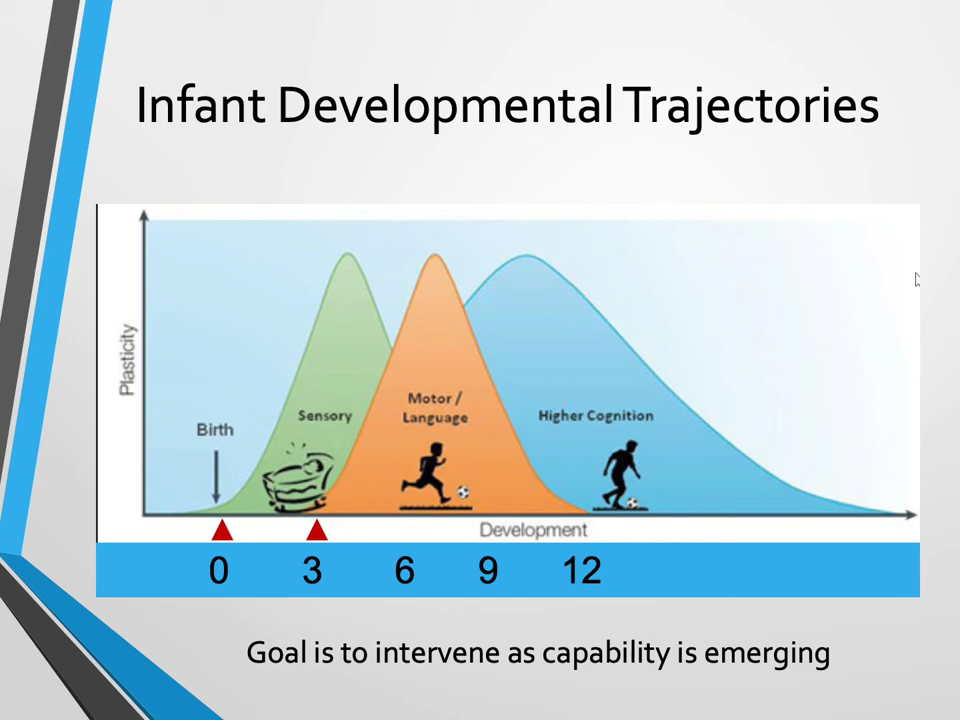 Infant Developmental Trajectories
Plasticity
Birth
Sensory
Motor /
Language
Higher Cognition
Development
0 3 6 9 12
Goal is to intervene as capability is emerging